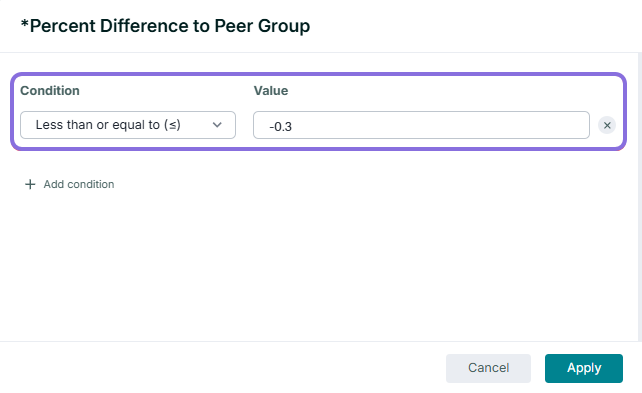 *Percent Difference to Peer Group
Condition Value
Less than or equal to (≤) -0.3
Add condition
Cancel Apply